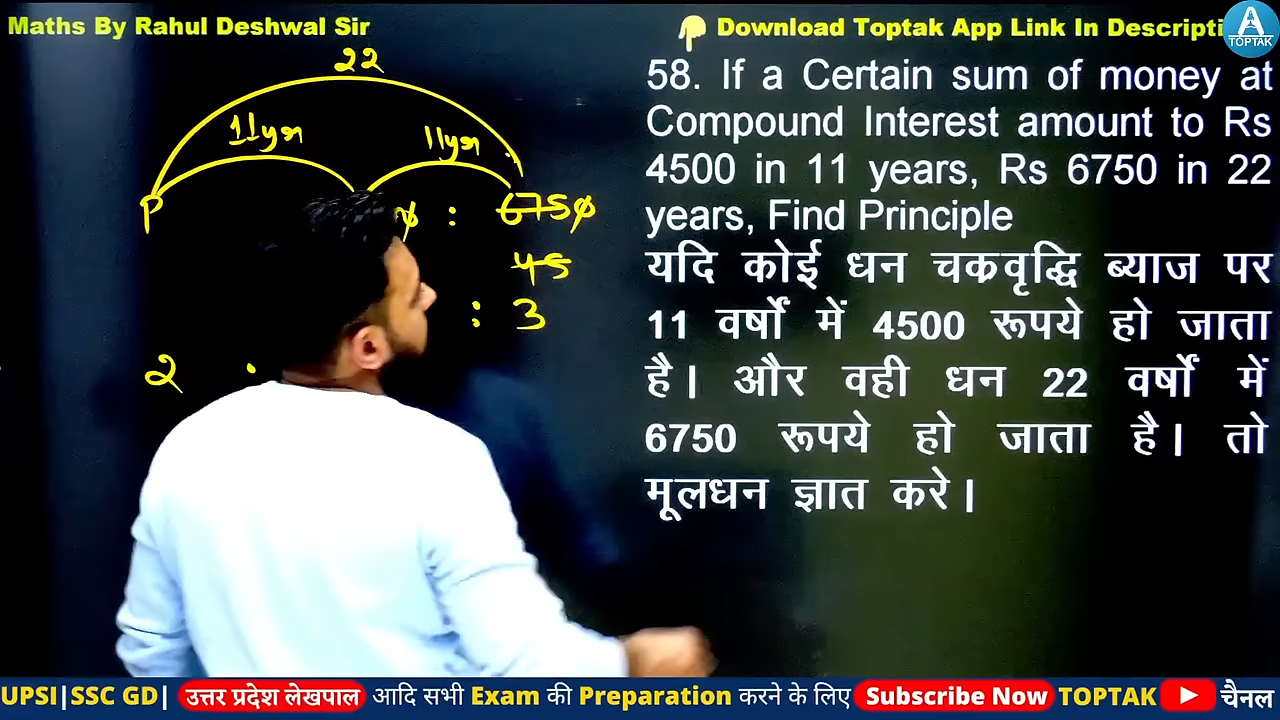 Maths By Rahul Deshwal Sir
Download Toptak App Link In Descripti
TOPTAK
22
11yr
11yr
P
: 6750
45
: 3
2
58. If a Certain sum of money at
Compound Interest amount to Rs
4500 in 11 years, Rs 6750 in 22
years, Find Principle
यदि कोई धन चक्रवृद्धि ब्याज पर
11 वर्षों में 4500 रूपये हो जाता
है। और वही धन 22 वर्षों में
6750 रूपये हो जाता है। तो
मूलधन ज्ञात करे।
UPSI|SSC GD| उत्तर प्रदेश लेखपाल आदि सभी Exam की Preparation करने के लिए Subscribe Now TOPTAK चैनल